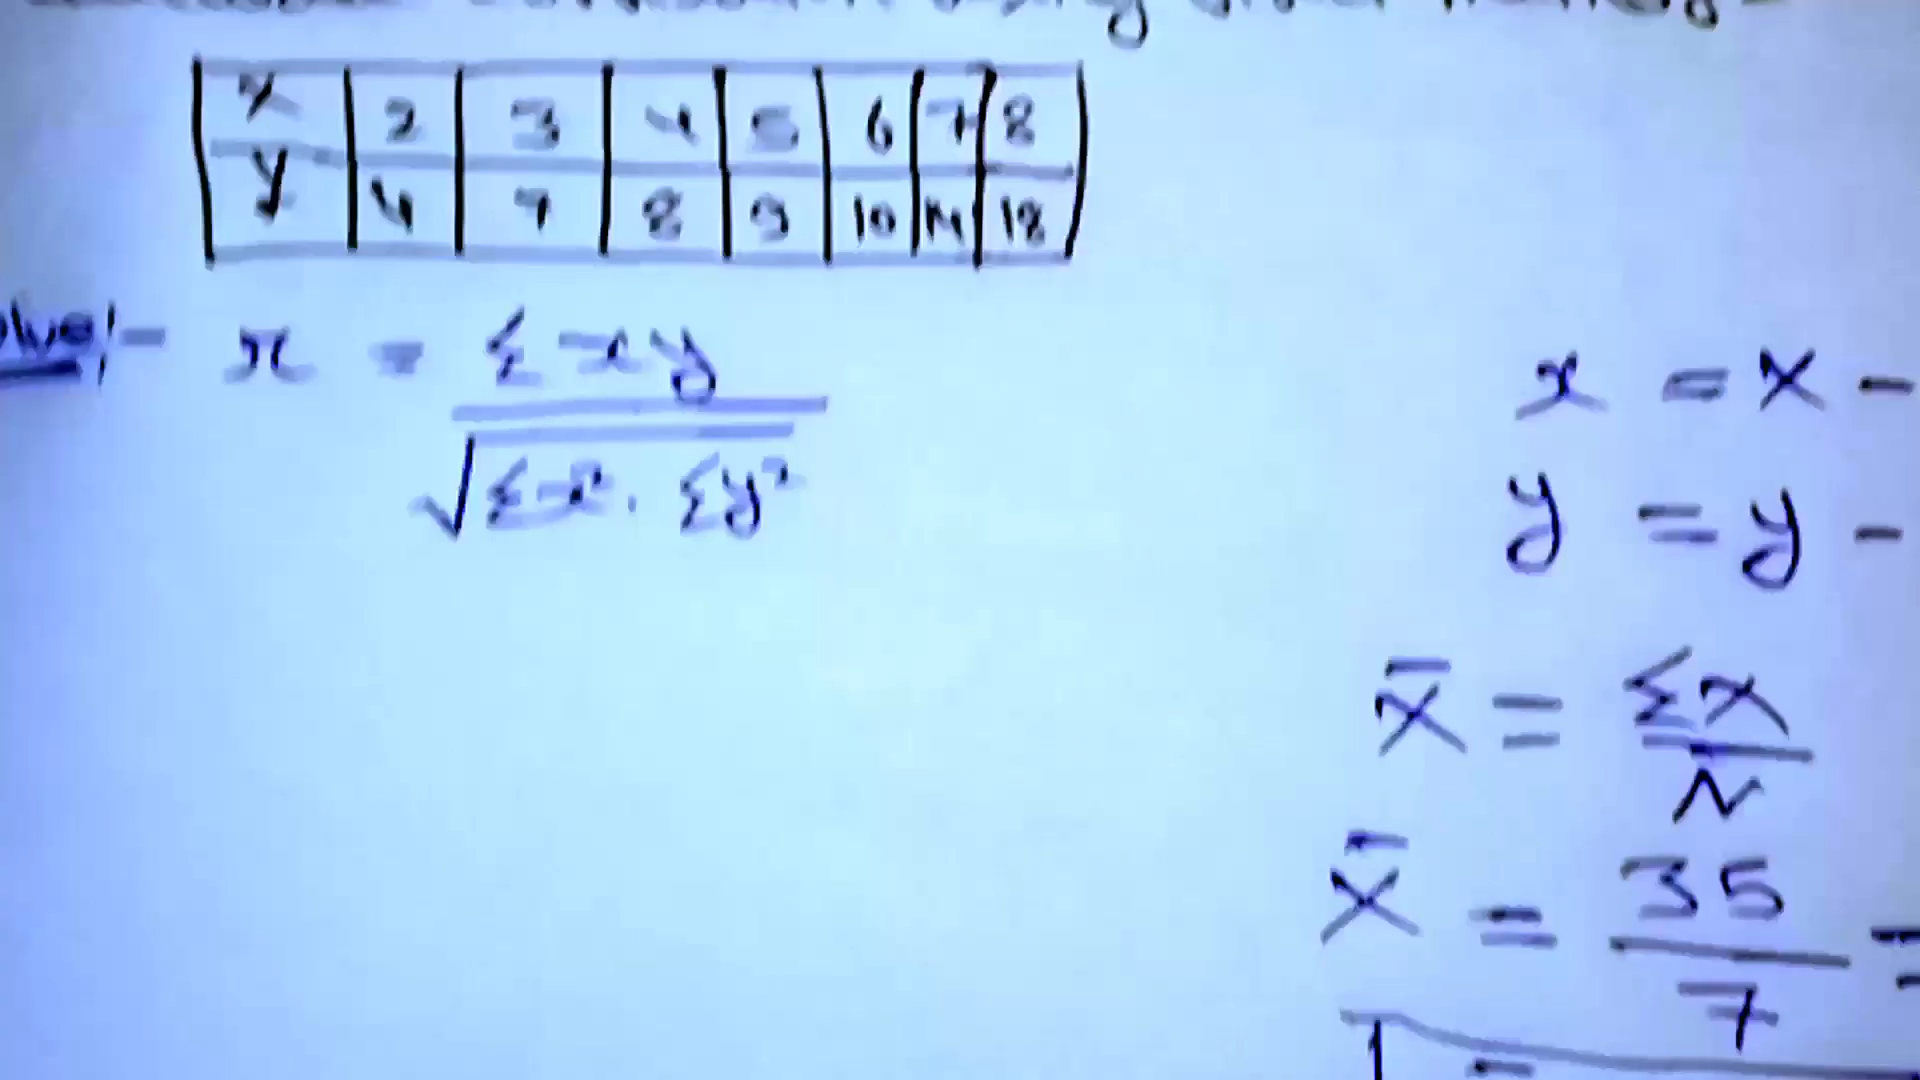 using
X 2 3 4 5 6 7 8
Y 4 7 8 9 10 14 18
x = Σxy
√Σx². Σy²
x = X -
y = y -
X̄ = ΣX
N
X̄ = 35 =
7